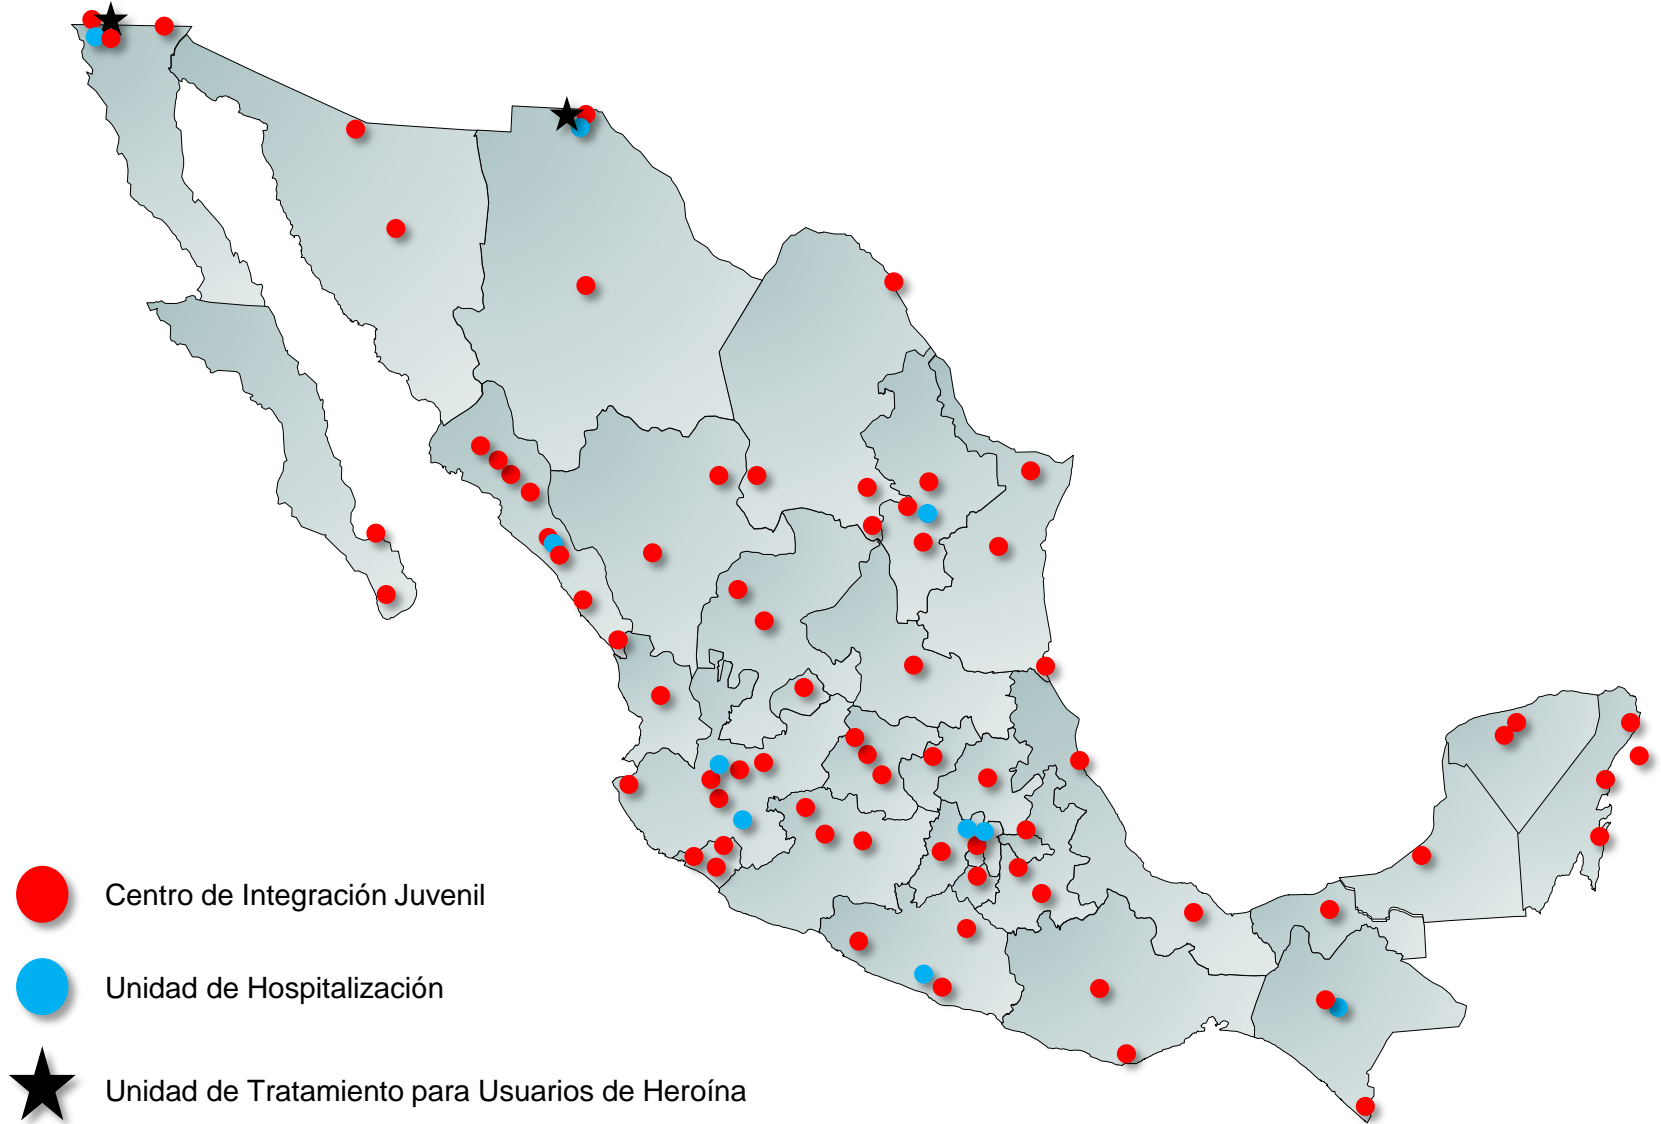 Centro de Integración Juvenil
Unidad de Hospitalización
Unidad de Tratamiento para Usuarios de Heroína